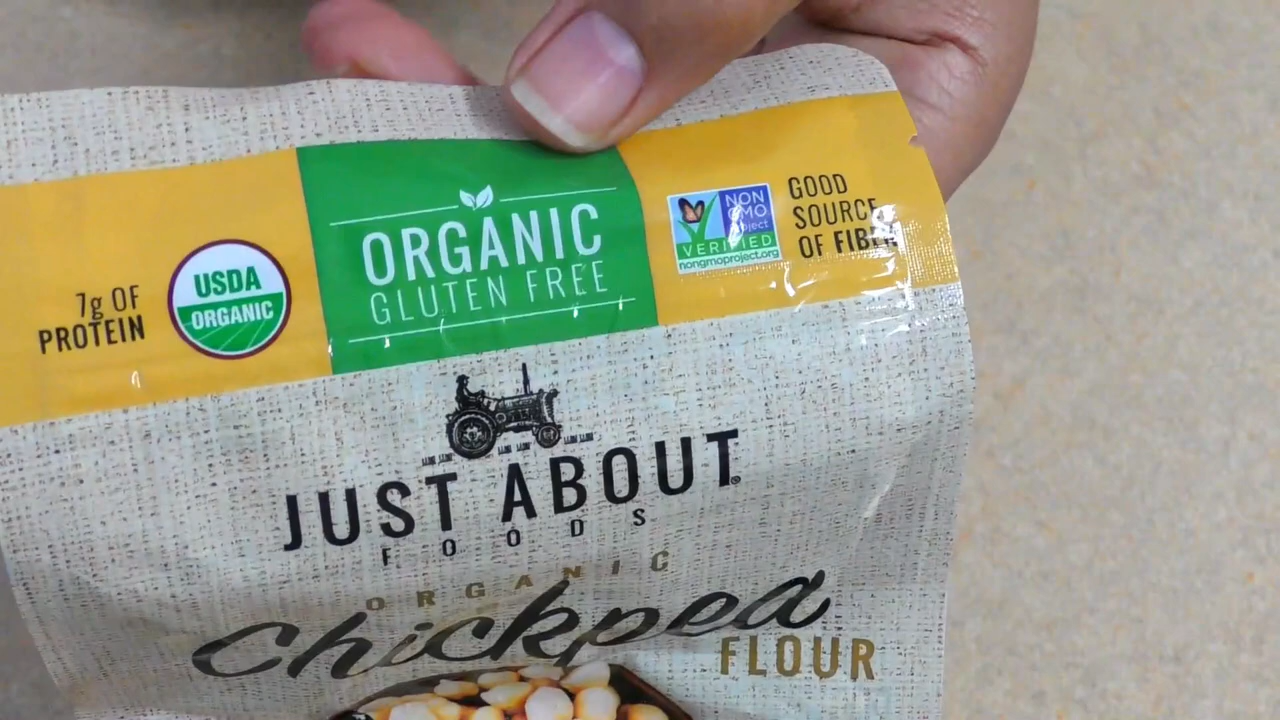 7g OF
PROTEIN
USDA
ORGANIC
ORGANIC
GLUTEN FREE
NON
GMO
Project
VERIFIED
nongmoproject.org
GOOD
SOURCE
OF FIBER
JUST ABOUT®
FOODS
ORGANIC
Chickpea
FLOUR